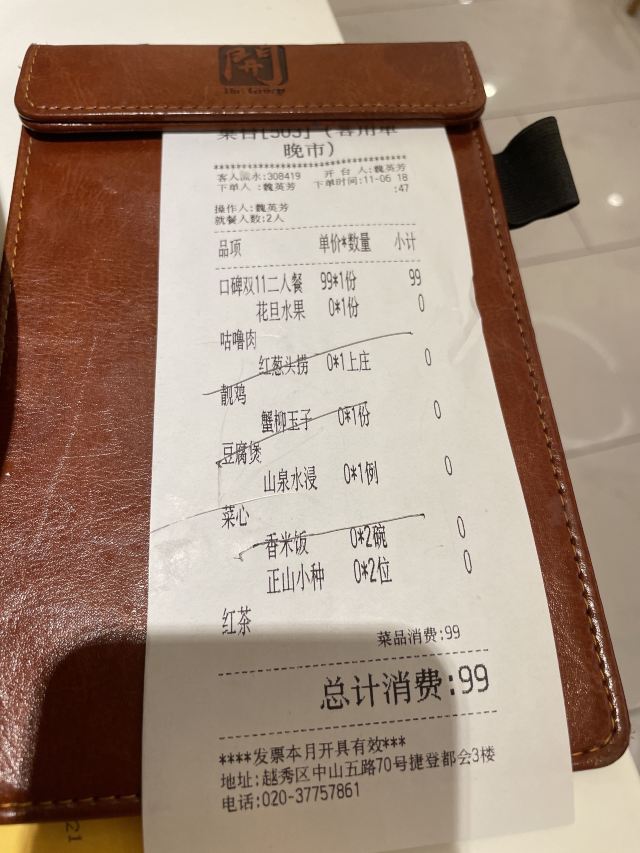 開
晚市）
客人流水:308419 开 台 人:魏英芳
下单人 :魏英芳 下单时间:11-06 18
:47
操作人:魏英芳
就餐人数:2人
品项 单价*数量 小计
口碑双11二人餐 99*1份 99
花旦水果 0*1份 0
咕噜肉
红葱头捞 0*1上庄 0
靓鸡
蟹柳玉子 0*1份 0
豆腐煲
山泉水浸 0*1例 0
菜心
香米饭 0*2碗 0
正山小种 0*2位 0
红茶
菜品消费:99
总计消费:99
****发票本月开具有效***
地址:越秀区中山五路70号捷登都会3楼
电话:020-37757861
21